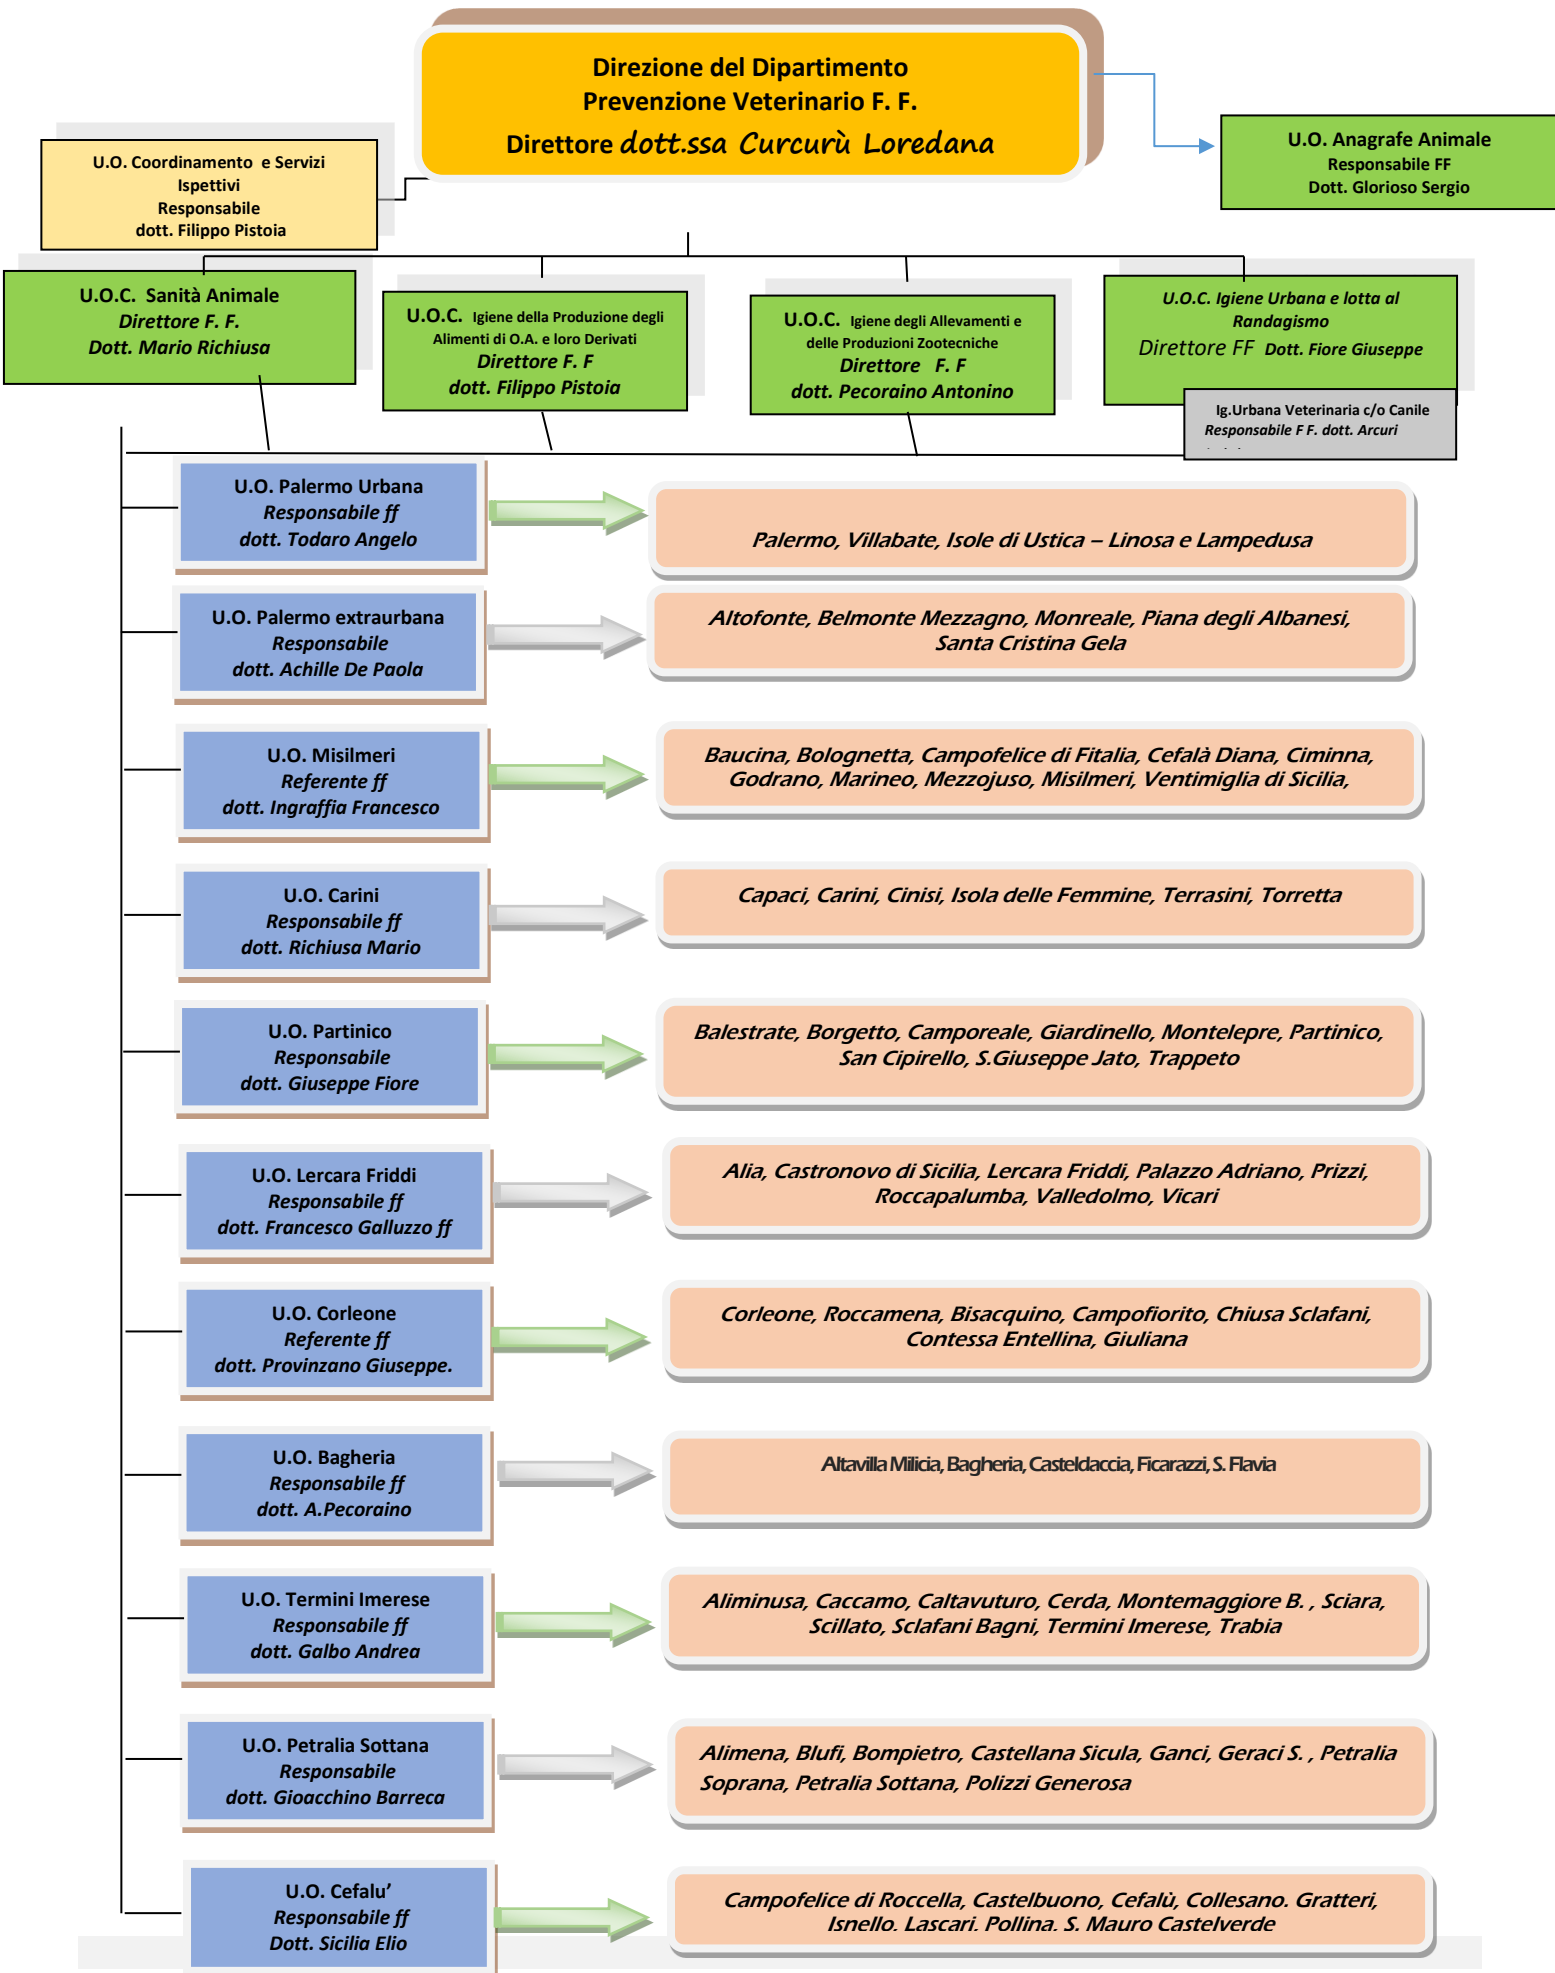 Direzione del Dipartimento
Prevenzione Veterinario F. F.
Direttore dott.ssa Curcurù Loredana
U.O. Coordinamento e Servizi
Ispettivi
Responsabile
dott. Filippo Pistoia
U.O. Anagrafe Animale
Responsabile FF
Dott. Glorioso Sergio
U.O.C. Sanità Animale
Direttore F. F.
Dott. Mario Richiusa
U.O.C. Igiene della Produzione degli
Alimenti di O.A. e loro Derivati
Direttore F. F
dott. Filippo Pistoia
U.O.C. Igiene degli Allevamenti e
delle Produzioni Zootecniche
Direttore F. F
dott. Pecoraino Antonino
U.O.C. Igiene Urbana e lotta al
Randagismo
Direttore FF Dott. Fiore Giuseppe
Ig.Urbana Veterinaria c/o Canile
Responsabile F F. dott. Arcuri
U.O. Palermo Urbana
Responsabile ff
dott. Todaro Angelo
Palermo, Villabate, Isole di Ustica – Linosa e Lampedusa
U.O. Palermo extraurbana
Responsabile
dott. Achille De Paola
Altofonte, Belmonte Mezzagno, Monreale, Piana degli Albanesi,
Santa Cristina Gela
U.O. Misilmeri
Referente ff
dott. Ingraffia Francesco
Baucina, Bolognetta, Campofelice di Fitalia, Cefalà Diana, Ciminna,
Godrano, Marineo, Mezzojuso, Misilmeri, Ventimiglia di Sicilia,
U.O. Carini
Responsabile ff
dott. Richiusa Mario
Capaci, Carini, Cinisi, Isola delle Femmine, Terrasini, Torretta
U.O. Partinico
Responsabile
dott. Giuseppe Fiore
Balestrate, Borgetto, Camporeale, Giardinello, Montelepre, Partinico,
San Cipirello, S.Giuseppe Jato, Trappeto
U.O. Lercara Friddi
Responsabile ff
dott. Francesco Galluzzo ff
Alia, Castronovo di Sicilia, Lercara Friddi, Palazzo Adriano, Prizzi,
Roccapalumba, Valledolmo, Vicari
U.O. Corleone
Referente ff
dott. Provinzano Giuseppe.
Corleone, Roccamena, Bisacquino, Campofiorito, Chiusa Sclafani,
Contessa Entellina, Giuliana
U.O. Bagheria
Responsabile ff
dott. A.Pecoraino
Altavilla Milicia, Bagheria, Casteldaccia, Ficarazzi, S. Flavia
U.O. Termini Imerese
Responsabile ff
dott. Galbo Andrea
Aliminusa, Caccamo, Caltavuturo, Cerda, Montemaggiore B. , Sciara,
Scillato, Sclafani Bagni, Termini Imerese, Trabia
U.O. Petralia Sottana
Responsabile
dott. Gioacchino Barreca
Alimena, Blufi, Bompietro, Castellana Sicula, Ganci, Geraci S. , Petralia
Soprana, Petralia Sottana, Polizzi Generosa
U.O. Cefalu’
Responsabile ff
Dott. Sicilia Elio
Campofelice di Roccella, Castelbuono, Cefalù, Collesano. Gratteri,
Isnello, Lascari, Pollina, S. Mauro Castelverde